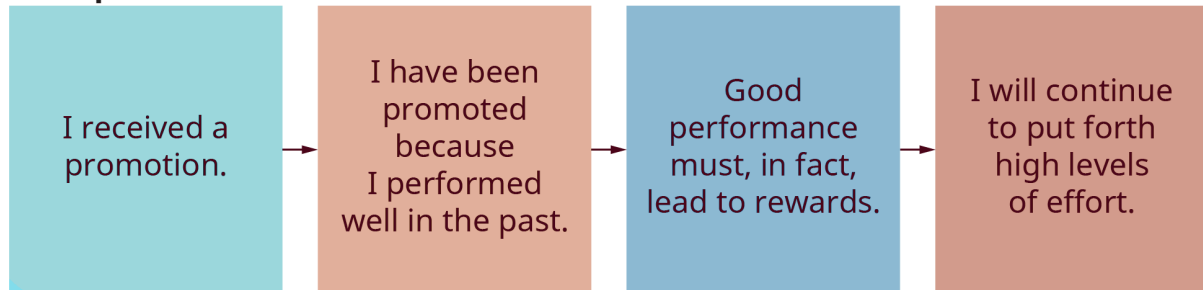 I received a
promotion.
I have been
promoted
because
I performed
well in the past.
Good
performance
must, in fact,
lead to rewards.
I will continue
to put forth
high levels
of effort.